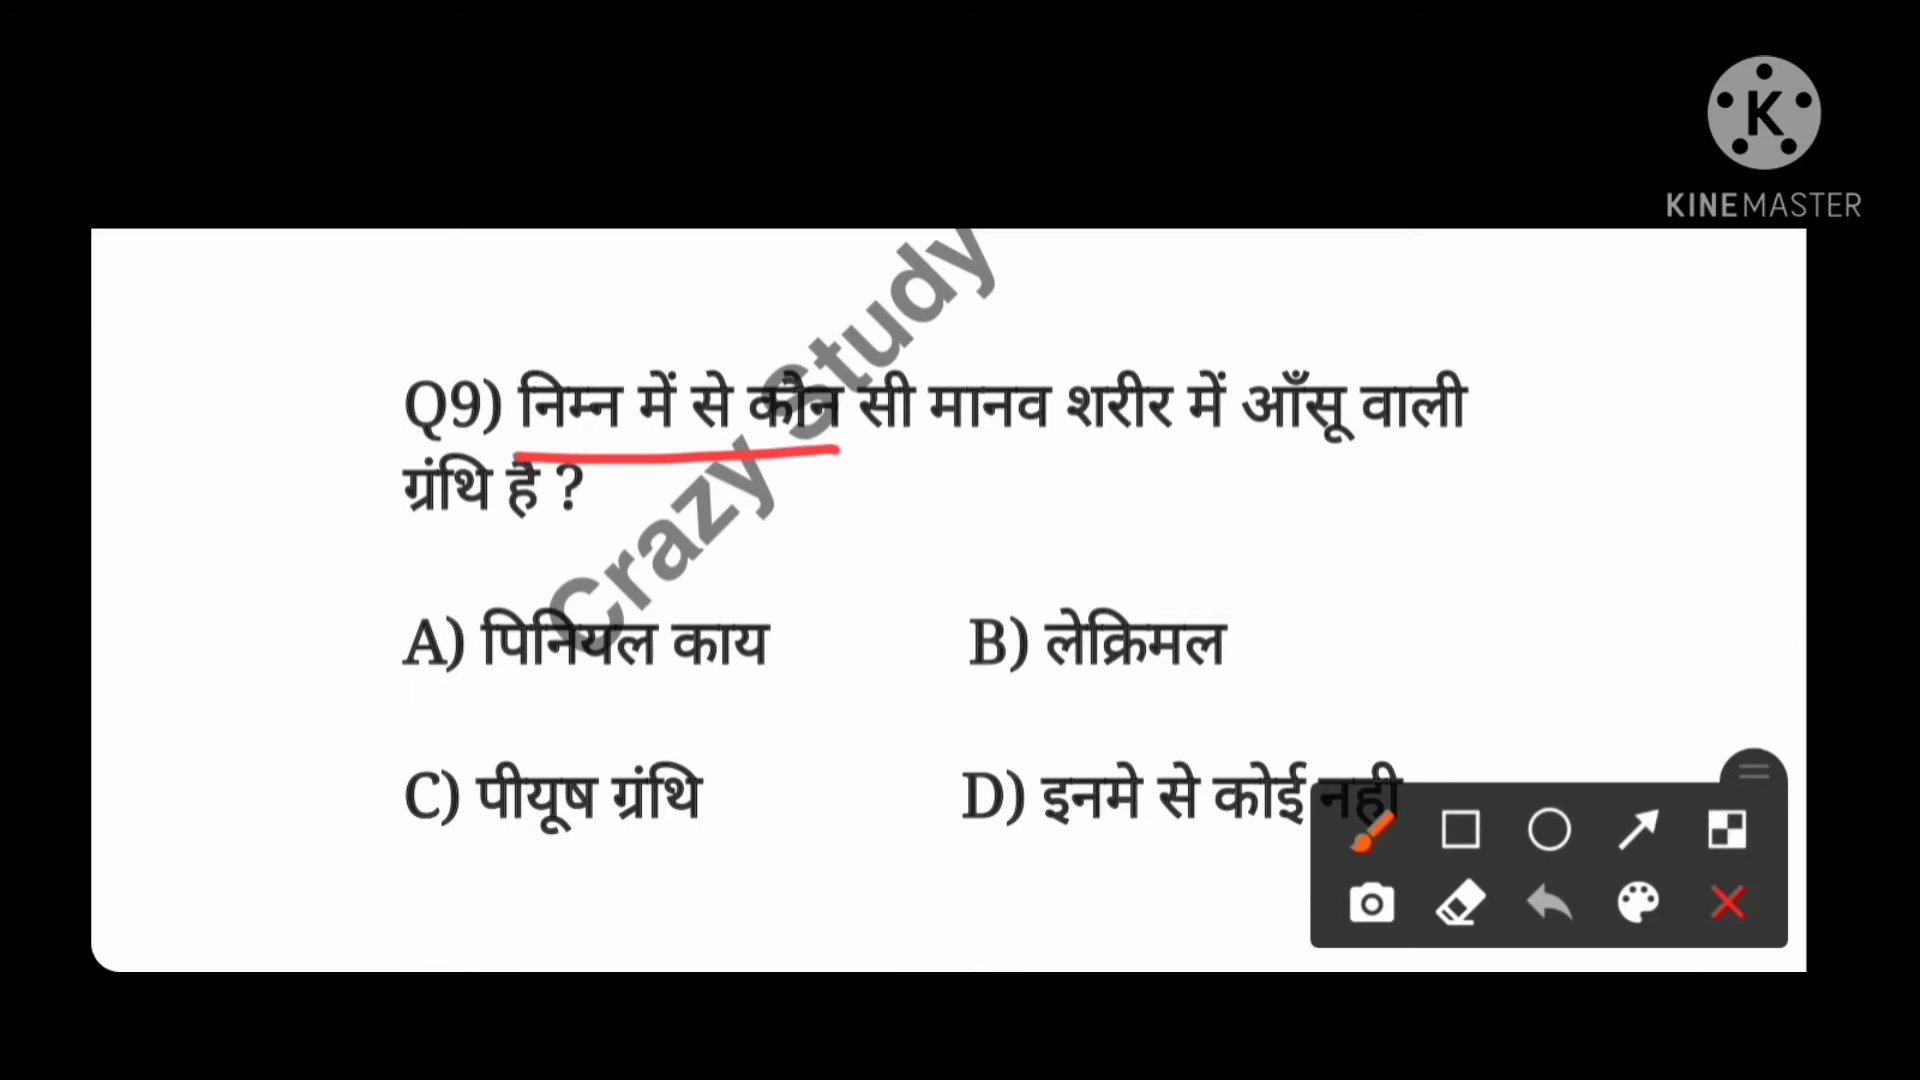 K
KINEMASTER
Crazy Study
Q9) निम्न में से कौन सी मानव शरीर में आँसू वाली
ग्रंथि है ?
A) पिनियल काय B) लेक्रिमल
C) पीयूष ग्रंथि D) इनमे से कोई नही